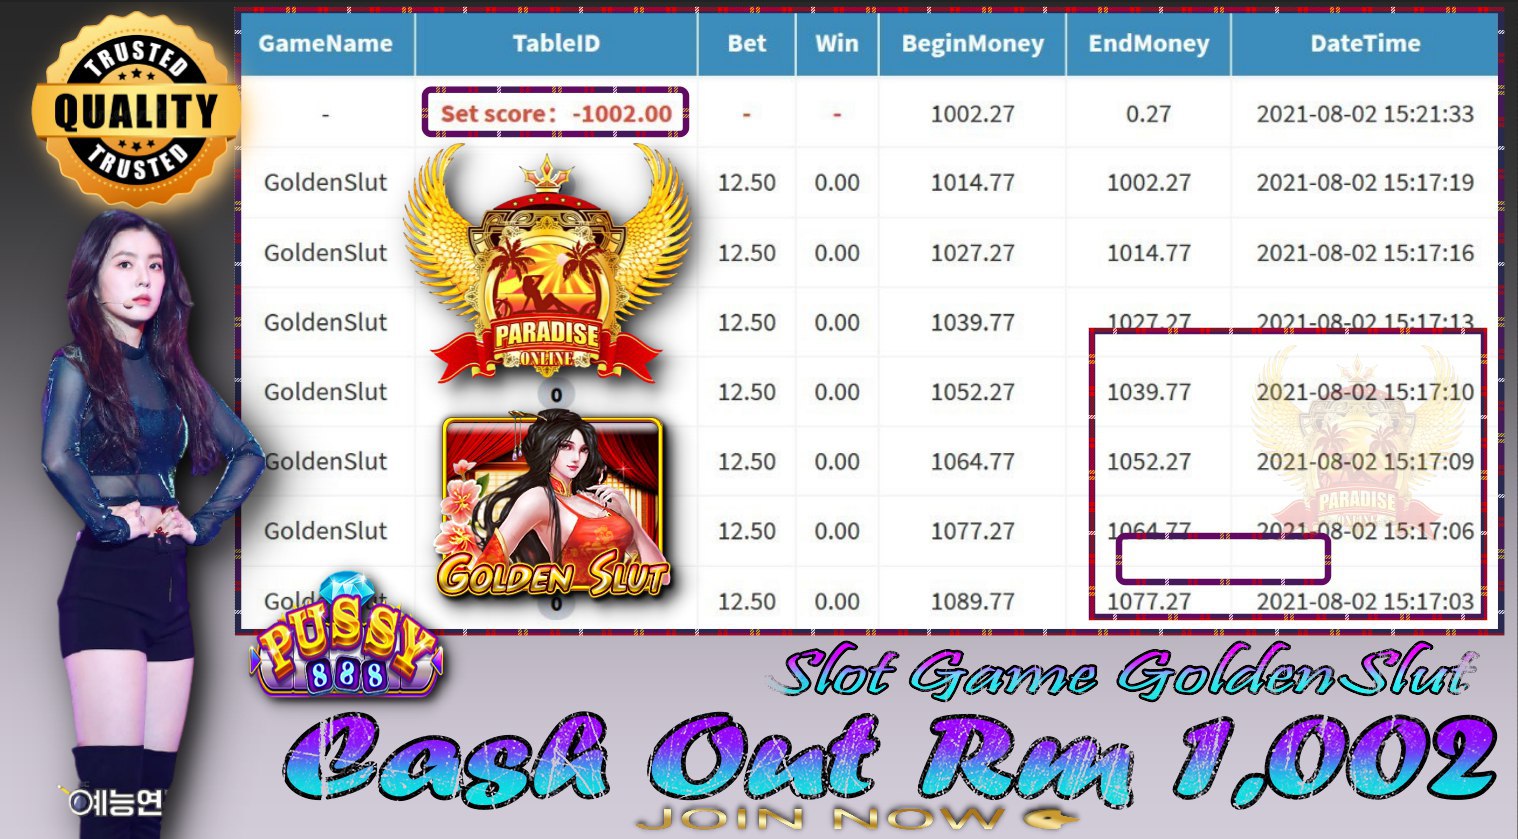 TRUSTED
QUALITY
TRUSTED
GameName TableID Bet Win BeginMoney EndMoney DateTime
- Set score: -1002.00 - - 1002.27 0.27 2021-08-02 15:21:33
GoldenSlut 12.50 0.00 1014.77 1002.27 2021-08-02 15:17:19
GoldenSlut 12.50 0.00 1027.27 1014.77 2021-08-02 15:17:16
GoldenSlut 12.50 0.00 1039.77 1027.27 2021-08-02 15:17:13
PARADISE
ONLINE
GoldenSlut 0 12.50 0.00 1052.27 1039.77 2021-08-02 15:17:10
GoldenSlut 12.50 0.00 1064.77 1052.27 2021-08-02 15:17:09
PARADISE
GoldenSlut 12.50 0.00 1077.27 1064.77 2021-08-02 15:17:06
GOLDEN SLUT
0 12.50 0.00 1089.77 1077.27 2021-08-02 15:17:03
PUSSY
888
Slot Game GoldenSlut
Cash Out Rm 1,002
예능연
JOIN NOW